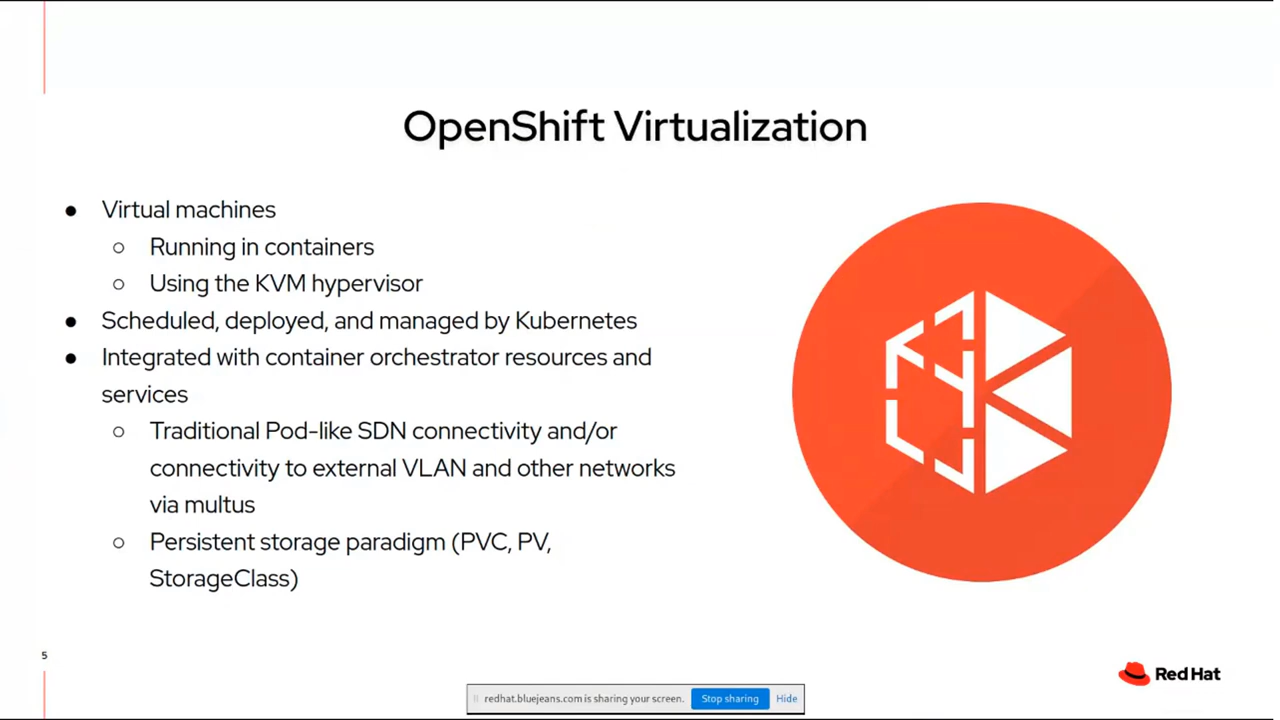 OpenShift Virtualization
● Virtual machines
○ Running in containers
○ Using the KVM hypervisor
● Scheduled, deployed, and managed by Kubernetes
● Integrated with container orchestrator resources and
services
○ Traditional Pod-like SDN connectivity and/or
connectivity to external VLAN and other networks
via multus
○ Persistent storage paradigm (PVC, PV,
StorageClass)
5
Red Hat
redhat.bluejeans.com is sharing your screen. Stop sharing Hide